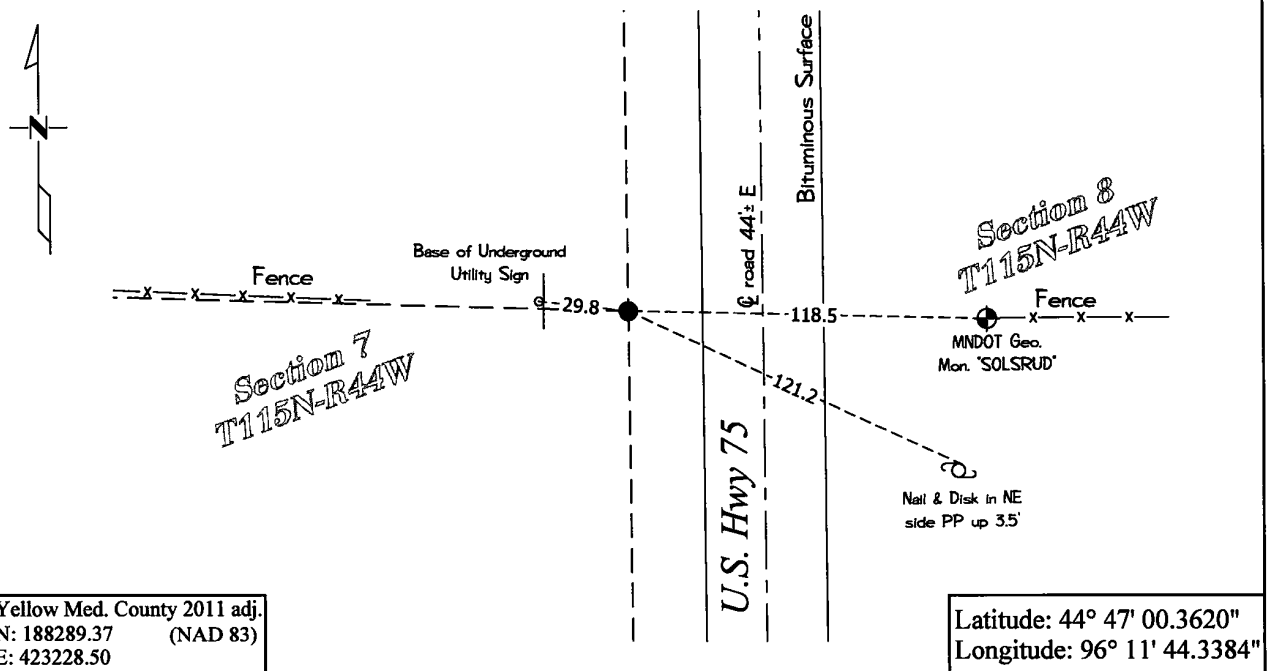 N
Bituminous Surface
℄ road 44'± E
Section 8
T115N-R44W
Base of Underground
Utility Sign
Fence
29.8
118.5
Fence
MNDOT Geo.
Mon. "SOLSRUD"
Section 7
T115N-R44W
121.2
U.S. Hwy 75
Nail & Disk in NE
side PP up 3.5'
Yellow Med. County 2011 adj.
N: 188289.37 (NAD 83)
E: 423228.50
Latitude: 44° 47' 00.3620"
Longitude: 96° 11' 44.3384"